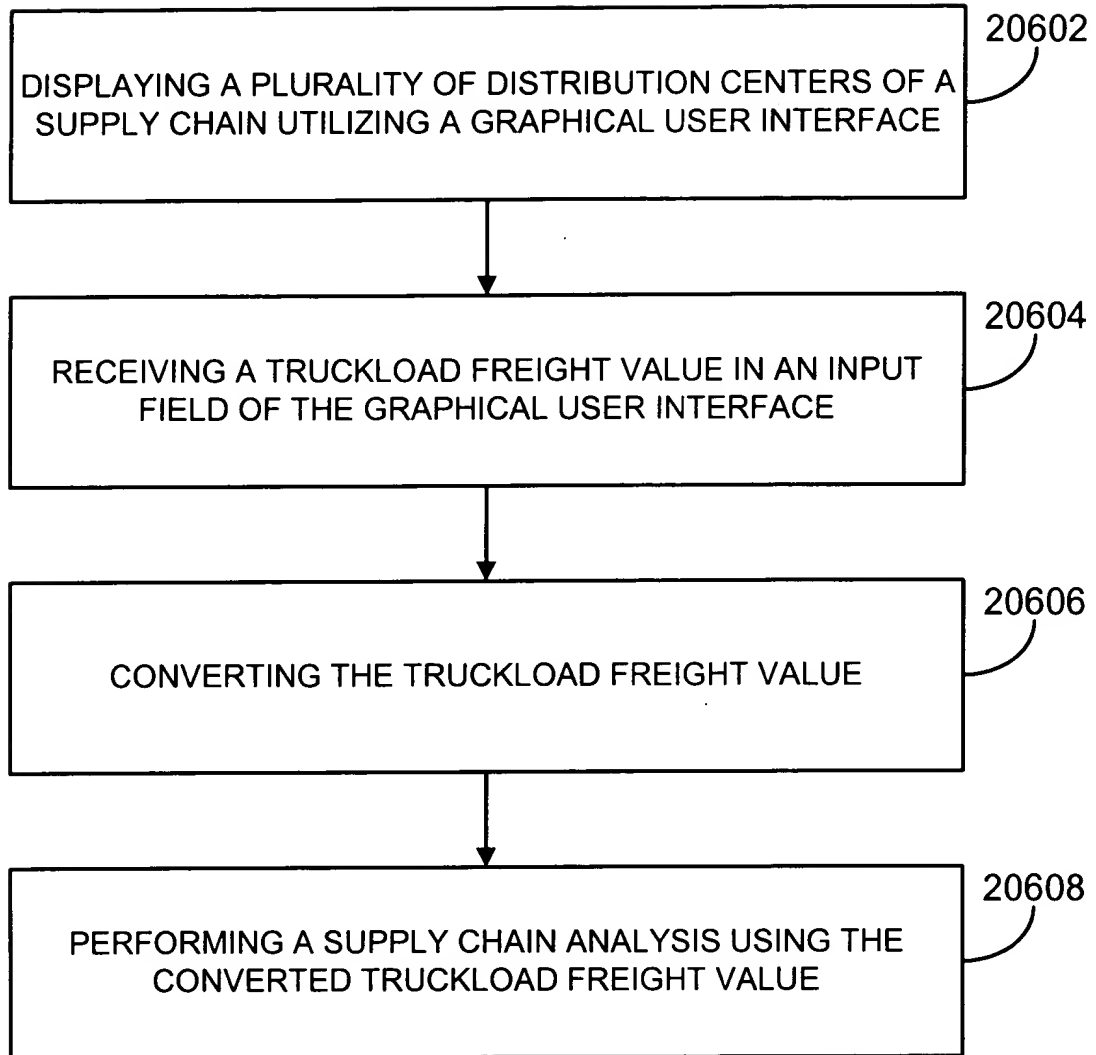 20602
DISPLAYING A PLURALITY OF DISTRIBUTION CENTERS OF A
SUPPLY CHAIN UTILIZING A GRAPHICAL USER INTERFACE
20604
RECEIVING A TRUCKLOAD FREIGHT VALUE IN AN INPUT
FIELD OF THE GRAPHICAL USER INTERFACE
20606
CONVERTING THE TRUCKLOAD FREIGHT VALUE
20608
PERFORMING A SUPPLY CHAIN ANALYSIS USING THE
CONVERTED TRUCKLOAD FREIGHT VALUE